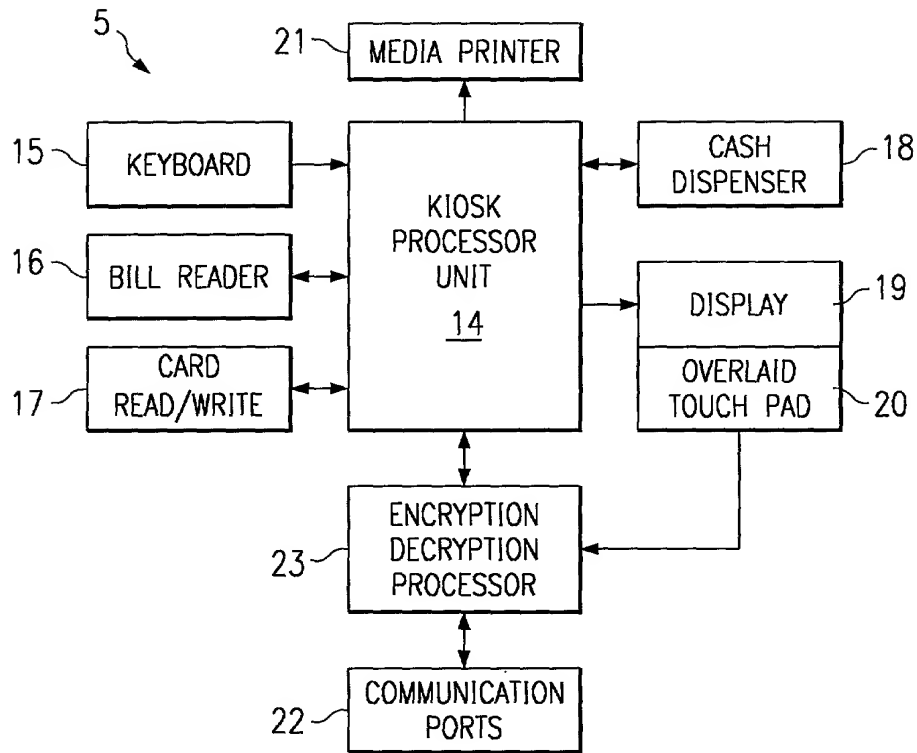 5
21
MEDIA PRINTER
15
KEYBOARD
16
BILL READER
17
CARD
READ/WRITE
KIOSK
PROCESSOR
UNIT
14
CASH
DISPENSER
18
DISPLAY
19
OVERLAID
TOUCH PAD
20
23
ENCRYPTION
DECRYPTION
PROCESSOR
22
COMMUNICATION
PORTS